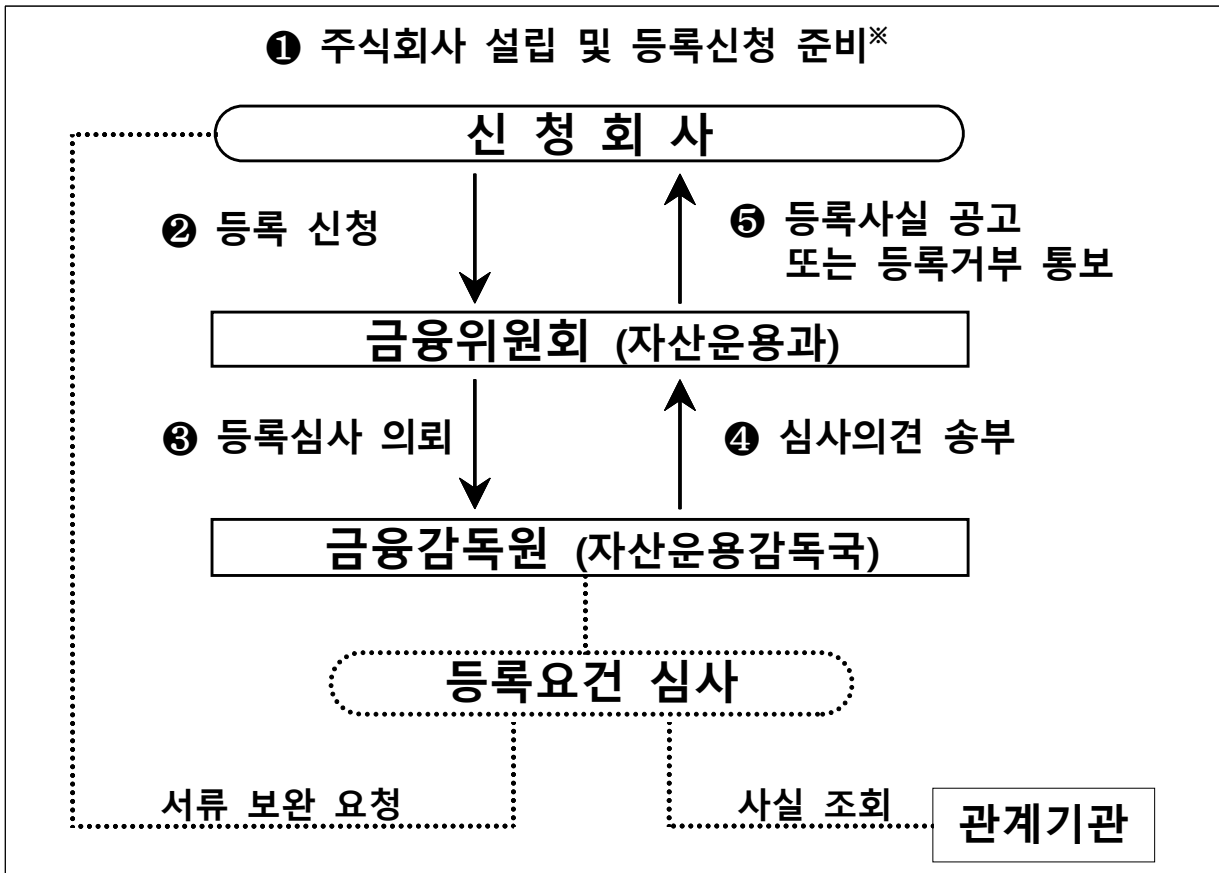 ❶ 주식회사 설립 및 등록신청 준비※
신 청 회 사
❷ 등록 신청
❺ 등록사실 공고
또는 등록거부 통보
금융위원회 (자산운용과)
❸ 등록심사 의뢰
❹ 심사의견 송부
금융감독원 (자산운용감독국)
등록요건 심사
서류 보완 요청
사실 조회
관계기관